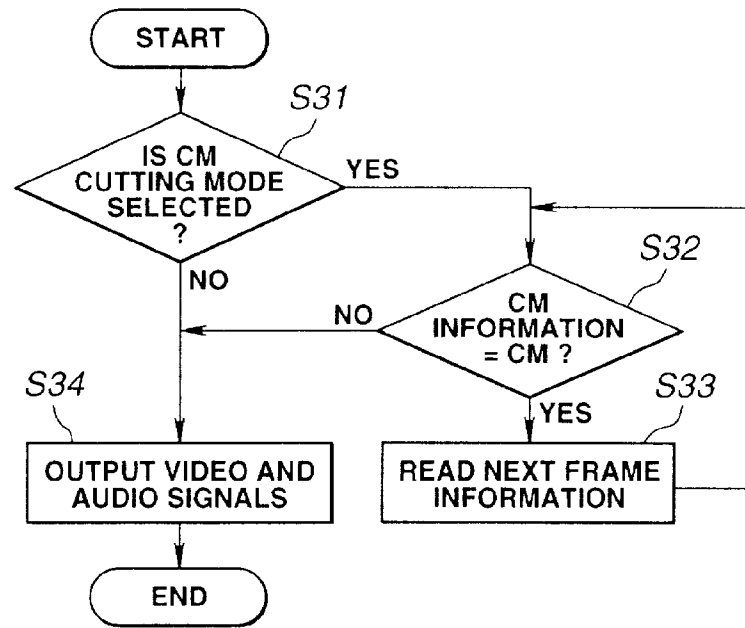 START
S31
IS CM
CUTTING MODE
SELECTED
?
YES
NO
S32
CM
INFORMATION
= CM ?
NO
YES
S34
OUTPUT VIDEO AND
AUDIO SIGNALS
S33
READ NEXT FRAME
INFORMATION
END